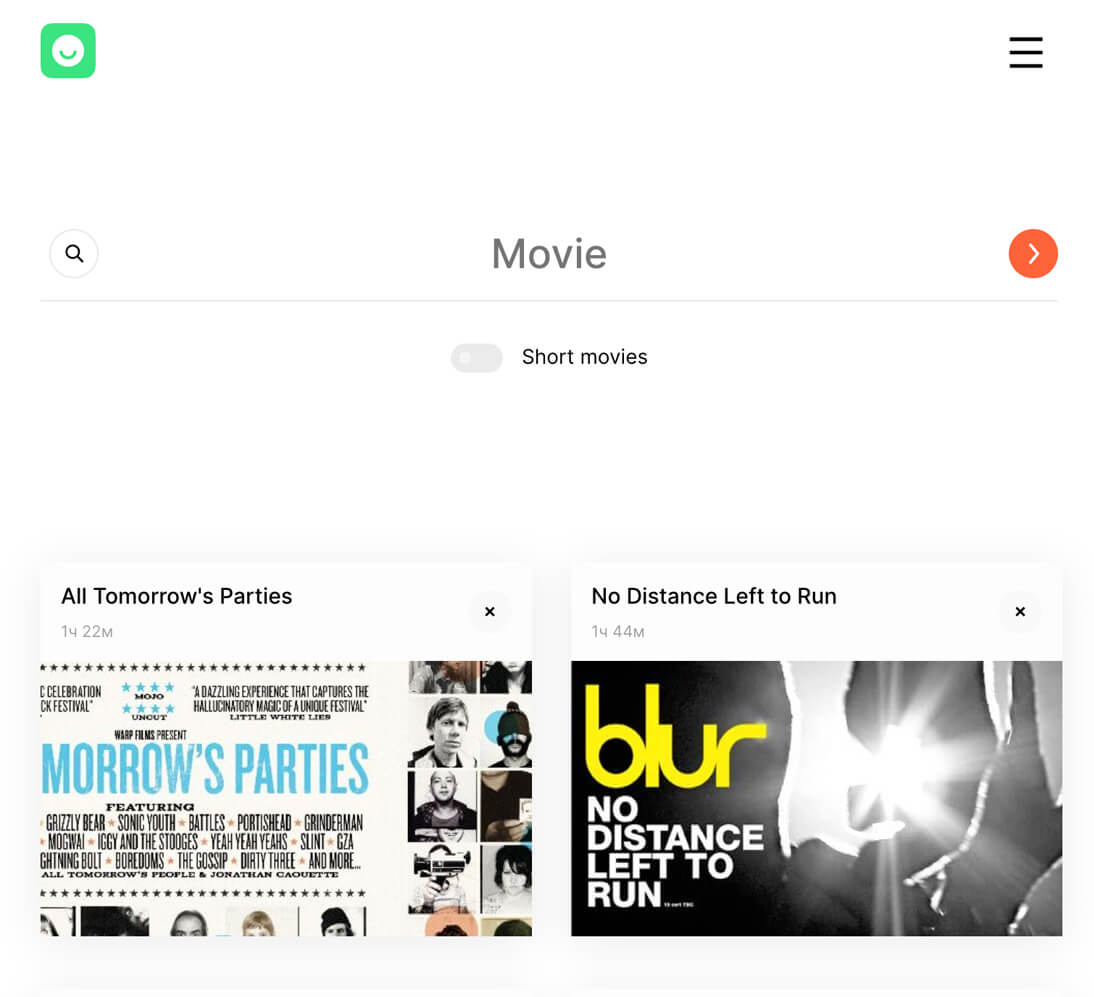 Movie
Short movies
All Tomorrow's Parties
1ч 22м
No Distance Left to Run
1ч 44м
C CELEBRATION
CK FESTIVAL"
MOJO
UNCUT
"A DAZZLING EXPERIENCE THAT CAPTURES THE
HALLUCINATORY MAGIC OF A UNIQUE FESTIVAL"
LITTLE WHITE LIES
WARP FILMS PRESENT
MORROW'S PARTIES
FEATURING
GRIZZLY BEAR ★ SONIC YOUTH ★ BATTLES ★ PORTISHEAD ★ GRINDERMAN
MOGWAI ★ IGGY AND THE STOOGES ★ YEAH YEAH YEAHS ★ SLINT ★ GZA
GHTNING BOLT ★ BOREDOMS ★ THE GOSSIP ★ DIRTY THREE ★ AND MORE...
ALL TOMORROW'S PEOPLE & JONATHAN CAOUETTE
blur
NO
DISTANCE
LEFT TO
RUN